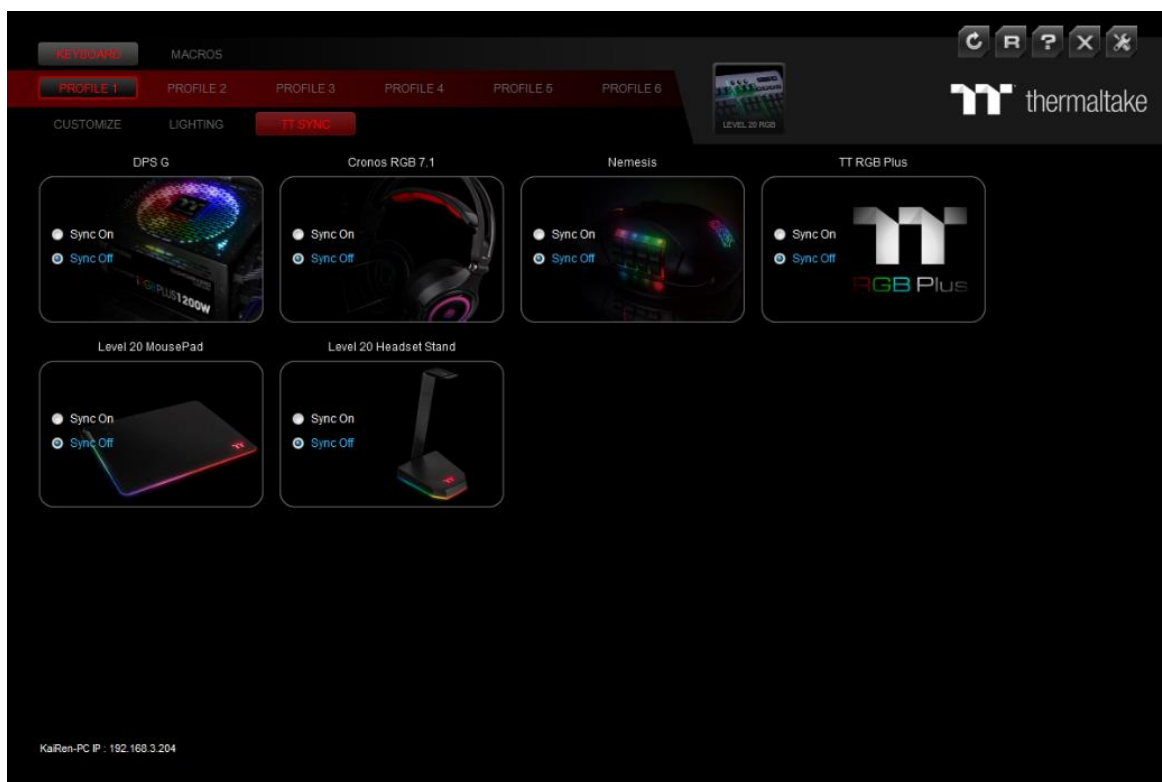 KEYBOARD MACROS
C R ? X
PROFILE 1 PROFILE 2 PROFILE 3 PROFILE 4 PROFILE 5 PROFILE 6
LEVEL 20 RGB
thermaltake
CUSTOMIZE LIGHTING TT SYNC
DPS G Cronos RGB 7.1 Nemesis TT RGB Plus
Sync On Sync On Sync On Sync On
Sync Off Sync Off Sync Off Sync Off
RGB PLUS 1200W
RGB Plus
Level 20 MousePad Level 20 Headset Stand
Sync On Sync On
Sync Off Sync Off
KaiRen-PC IP : 192.168.3.204